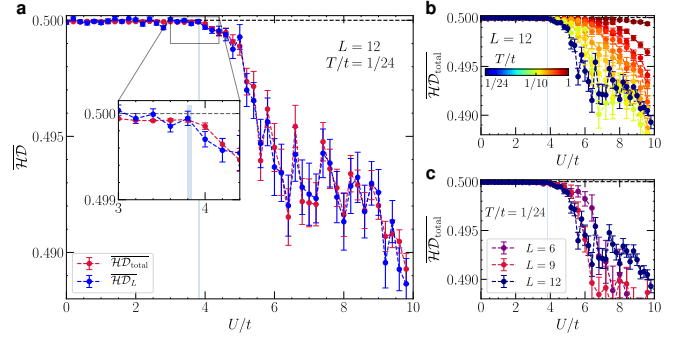 a
0.500
0.495
0.490
HD
L = 12
T/t = 1/24
0.500
0.499
3
4
HD_total
HD_L
0
2
4
6
8
10
U/t
b
0.500
0.495
0.490
HD_total
L = 12
T/t
1/24
1/10
1
0
2
4
6
8
10
U/t
c
0.500
0.495
0.490
HD_total
T/t = 1/24
L = 6
L = 9
L = 12
0
2
4
6
8
10
U/t